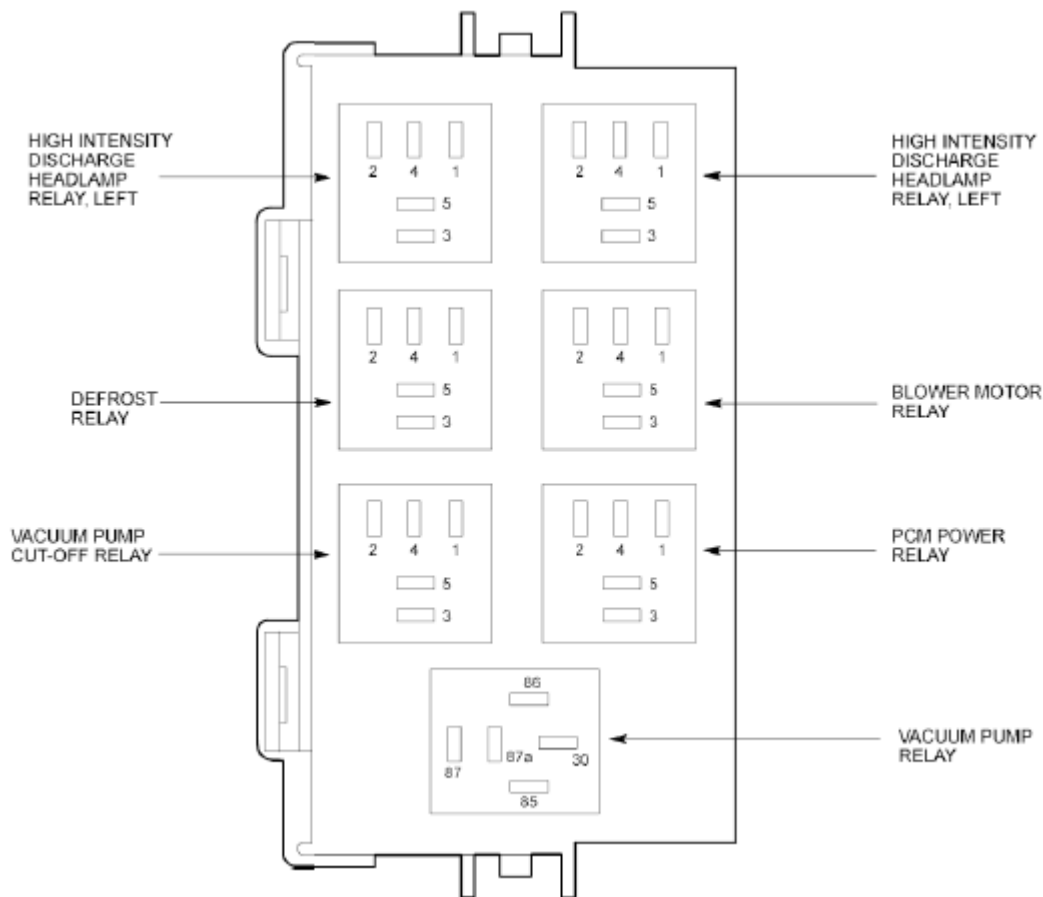 HIGH INTENSITY
DISCHARGE
HEADLAMP
RELAY, LEFT
2 4 1
5
3
2 4 1
5
3
HIGH INTENSITY
DISCHARGE
HEADLAMP
RELAY, LEFT
DEFROST
RELAY
2 4 1
5
3
2 4 1
5
3
BLOWER MOTOR
RELAY
VACUUM PUMP
CUT-OFF RELAY
2 4 1
5
3
2 4 1
5
3
PCM POWER
RELAY
86
87 87a 30
85
VACUUM PUMP
RELAY